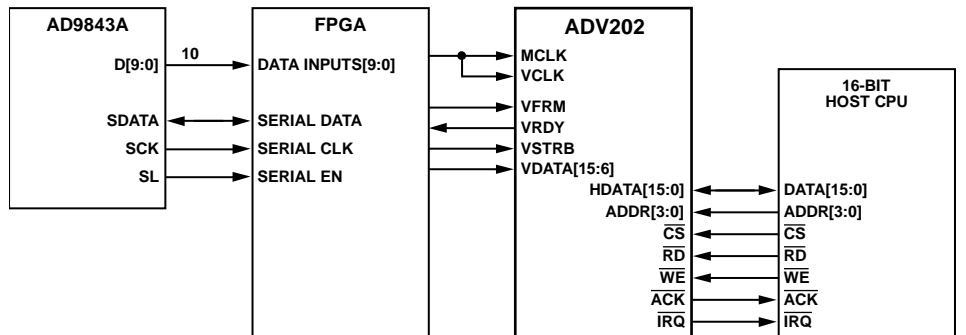 AD9843A
D[9:0]
10
SDATA
SCK
SL
FPGA
DATA INPUTS[9:0]
SERIAL DATA
SERIAL CLK
SERIAL EN
ADV202
MCLK
VCLK
VFRM
VRDY
VSTRB
VDATA[15:6]
HDATA[15:0]
ADDR[3:0]
CS
RD
WE
ACK
IRQ
16-BIT
HOST CPU
DATA[15:0]
ADDR[3:0]
CS
RD
WE
ACK
IRQ